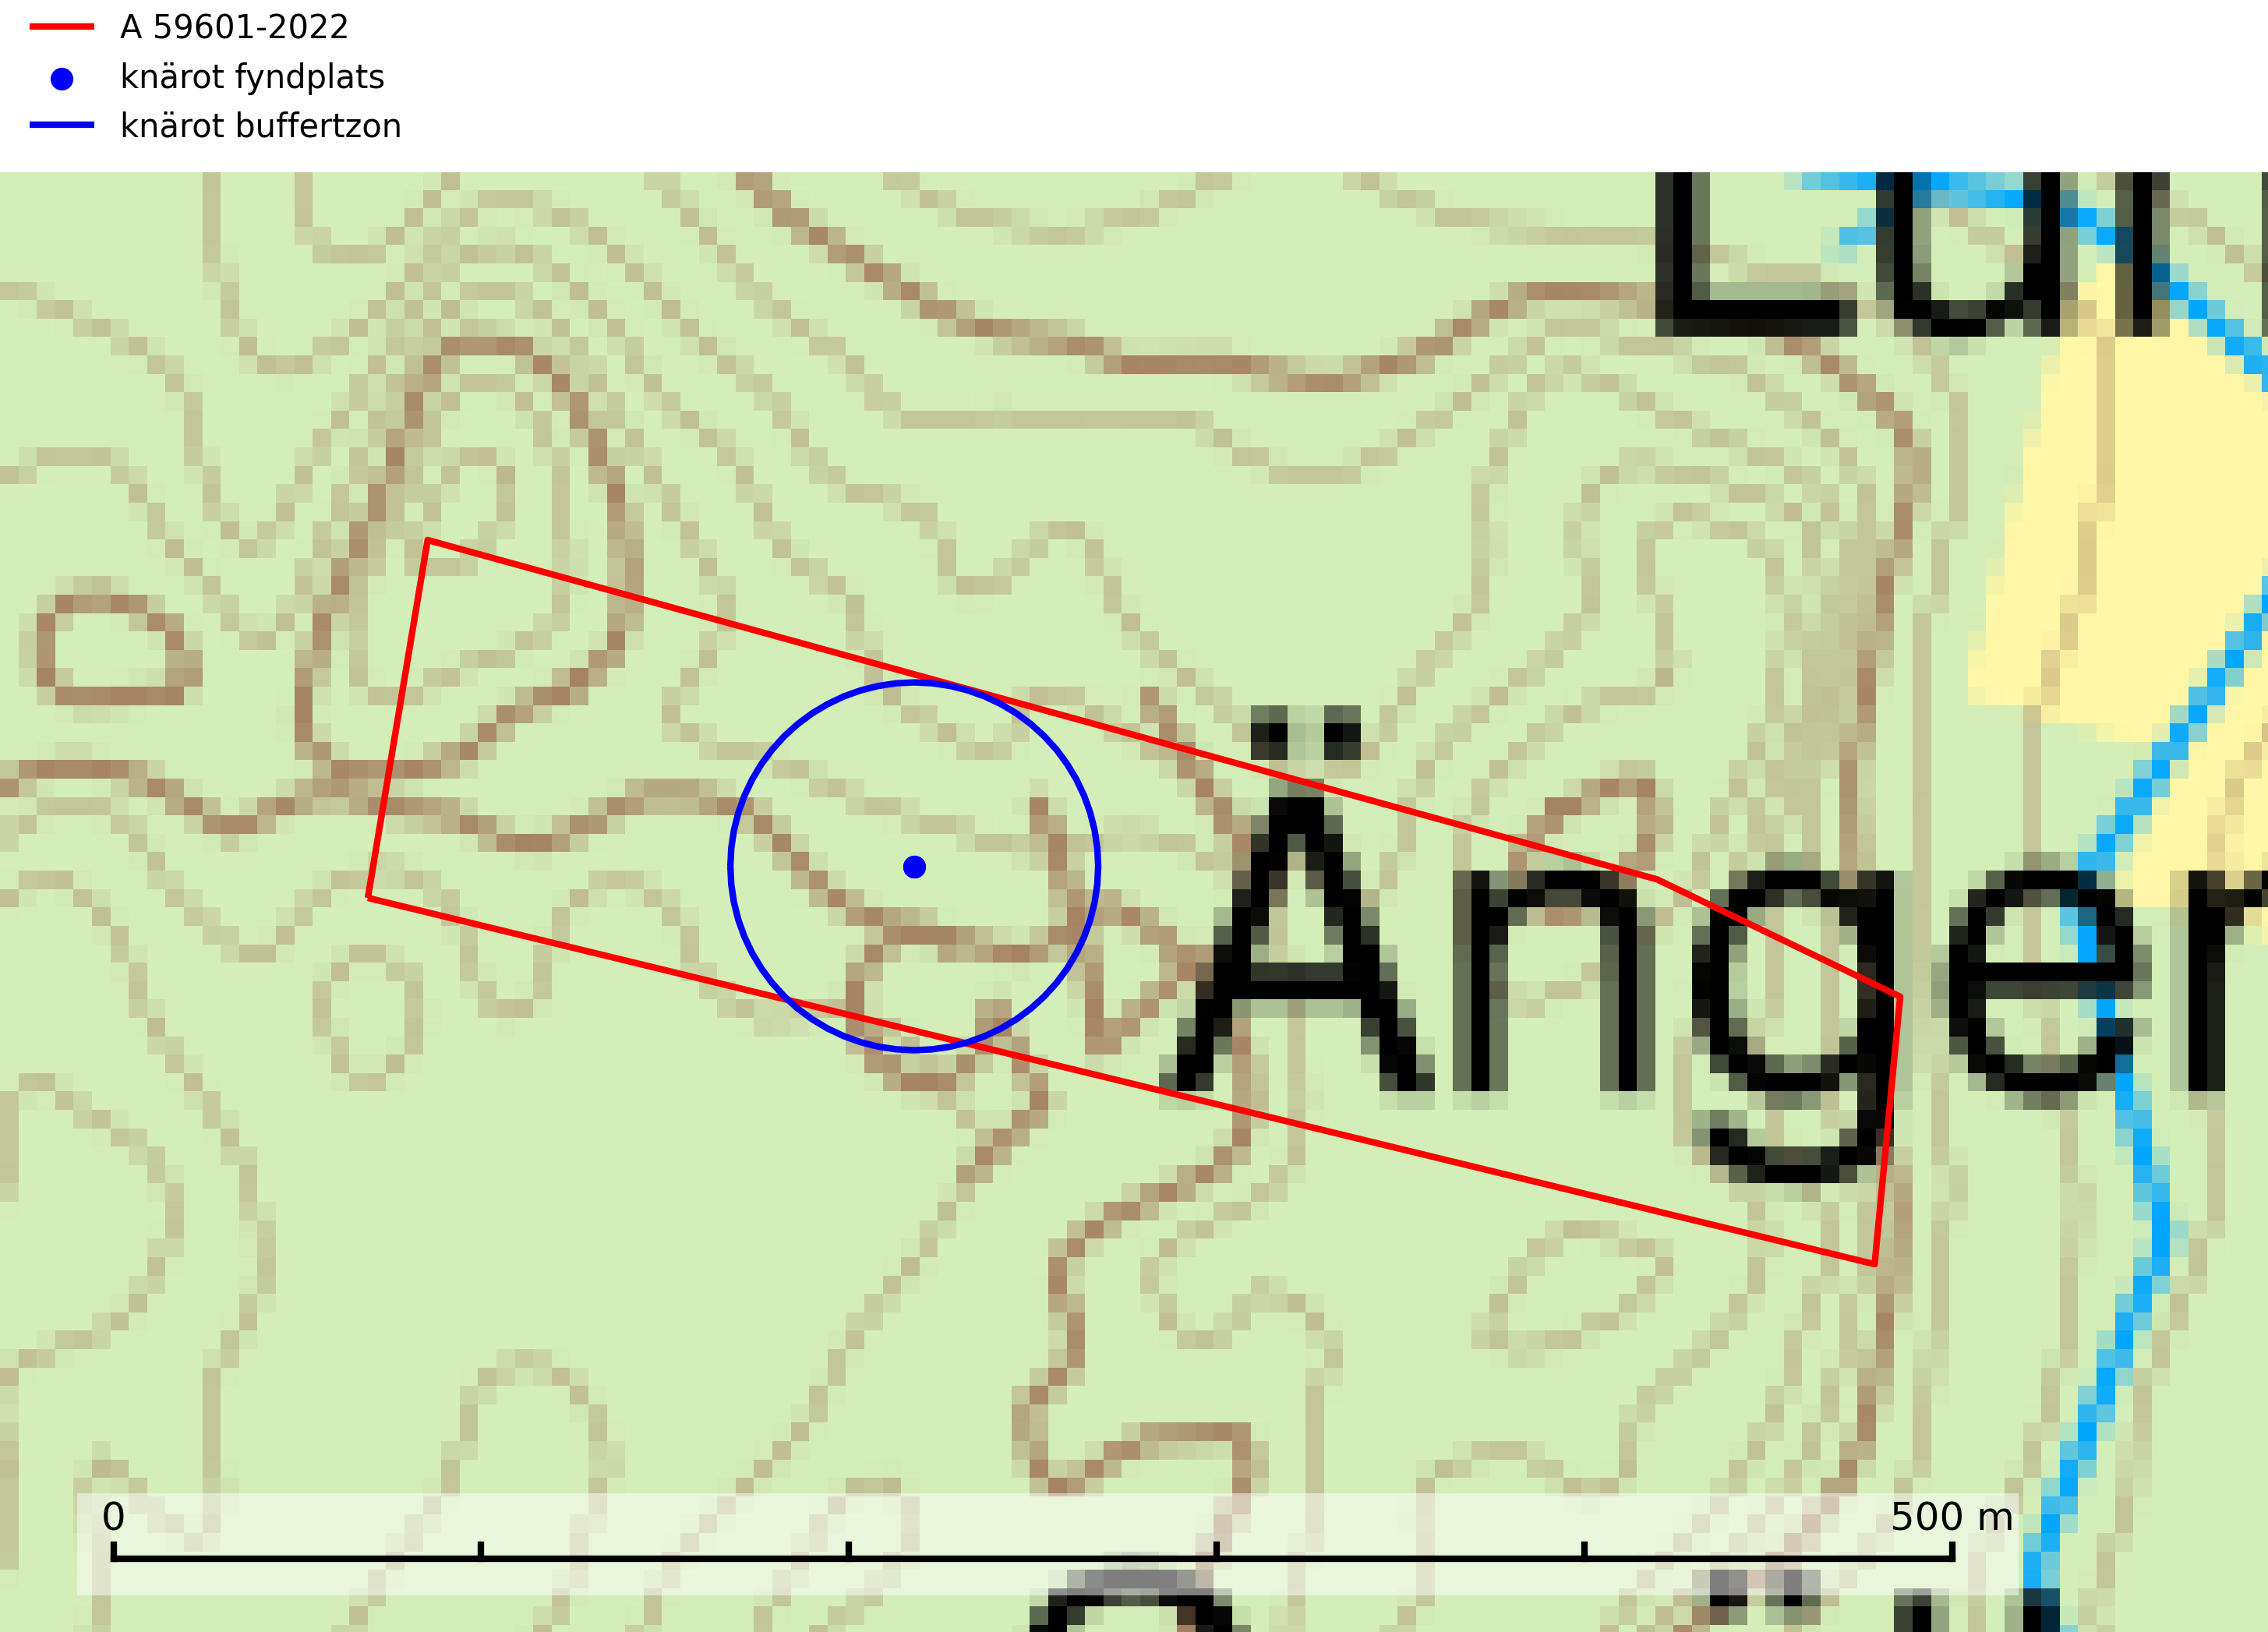 A 59601-2022
knärot fyndplats
knärot buffertzon
Änger
0
500 m